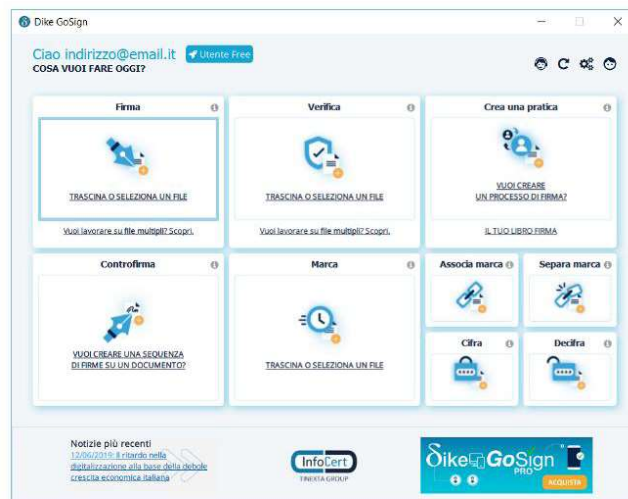 Dike GoSign
Ciao indirizzo@email.it Utente Free
COSA VUOI FARE OGGI?
Firma
TRASCINA O SELEZIONA UN FILE
Vuoi lavorare su file multipli? Scopri.
Verifica
TRASCINA O SELEZIONA UN FILE
Vuoi lavorare su file multipli? Scopri.
Crea una pratica
VUOI CREARE
UN PROCESSO DI FIRMA?
IL TUO LIBRO FIRMA
Controfirma
VUOI CREARE UNA SEQUENZA
DI FIRME SU UN DOCUMENTO?
Marca
TRASCINA O SELEZIONA UN FILE
Associa marca
Separa marca
Cifra
Decifra
Notizie più recenti
12/06/2019: Il ritardo nella
digitalizzazione alla base della debole
crescita economica italiana
InfoCert
TINEXTA GROUP
Dike GoSign
PRO
ACQUISTA